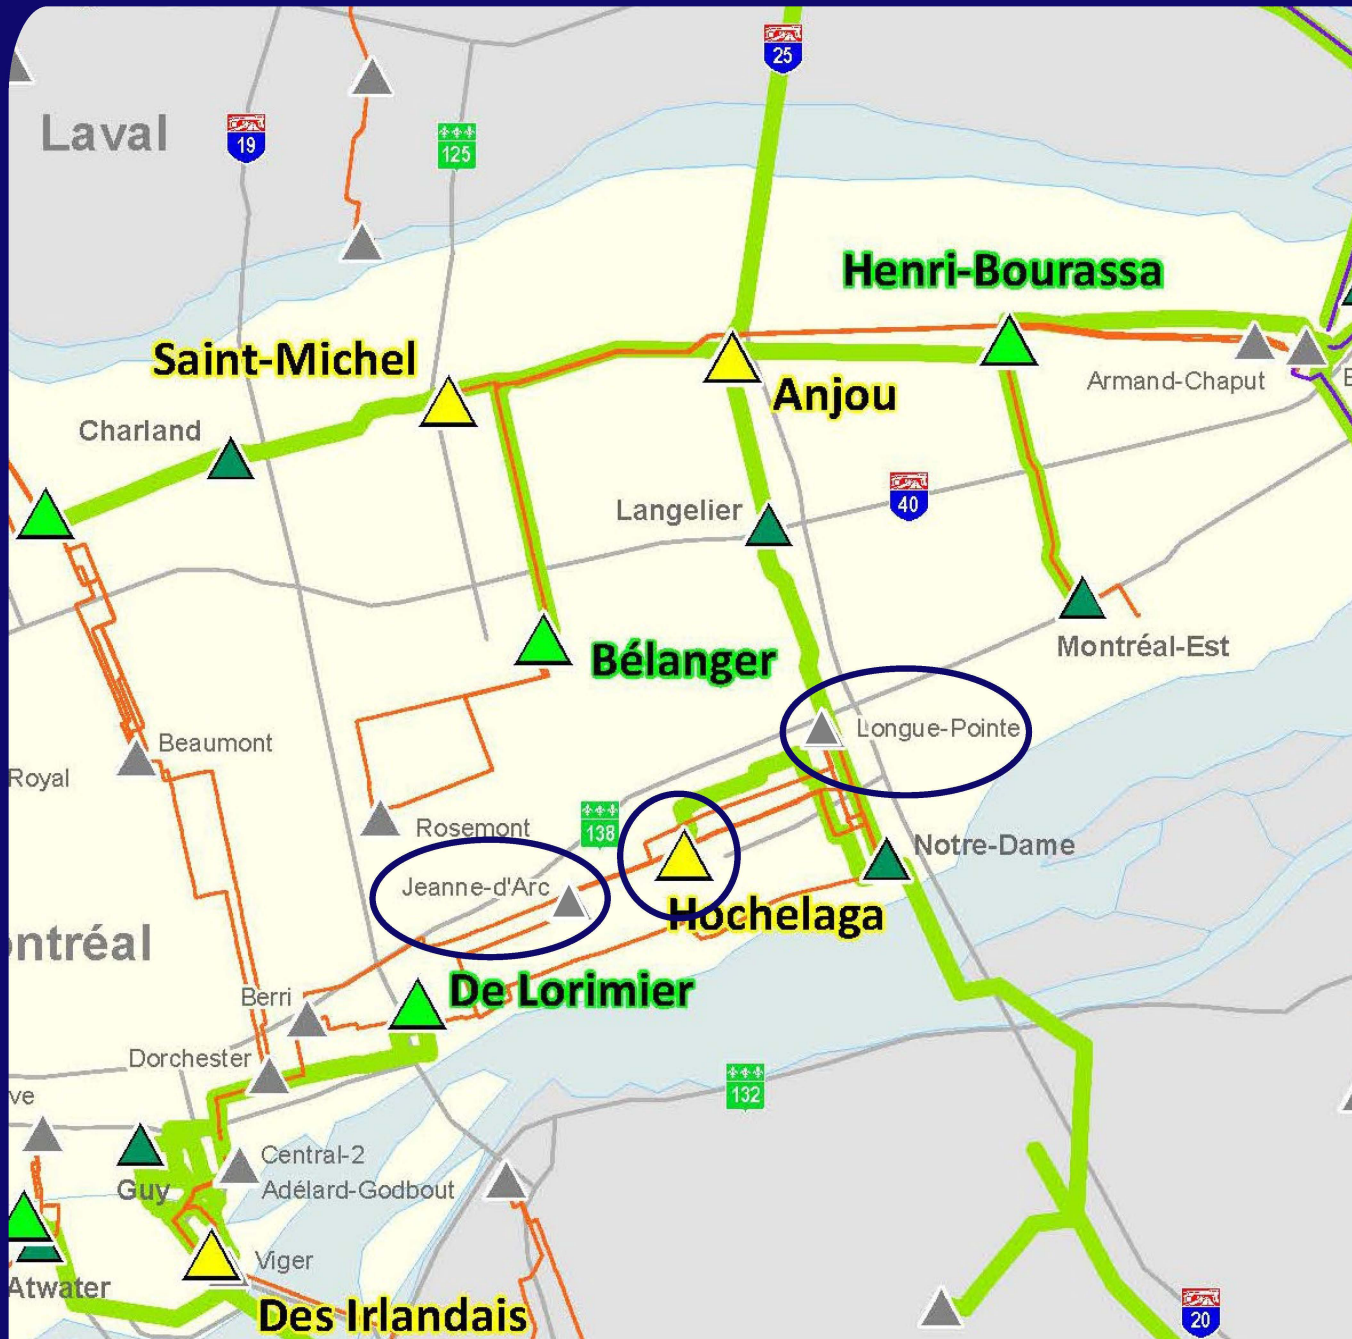 25
Laval
19
125
Henri-Bourassa
Saint-Michel
Armand-Chaput
Anjou
Charland
40
Langelier
Bélanger
Montréal-Est
Longue-Pointe
Beaumont
Royal
138
Rosemont
Notre-Dame
Jeanne-d'Arc
Hochelaga
ontréal
De Lorimier
Berri
Dorchester
132
ve
Central-2
Adélard-Godbout
Guy
Viger
Atwater
Des Irlandais
20